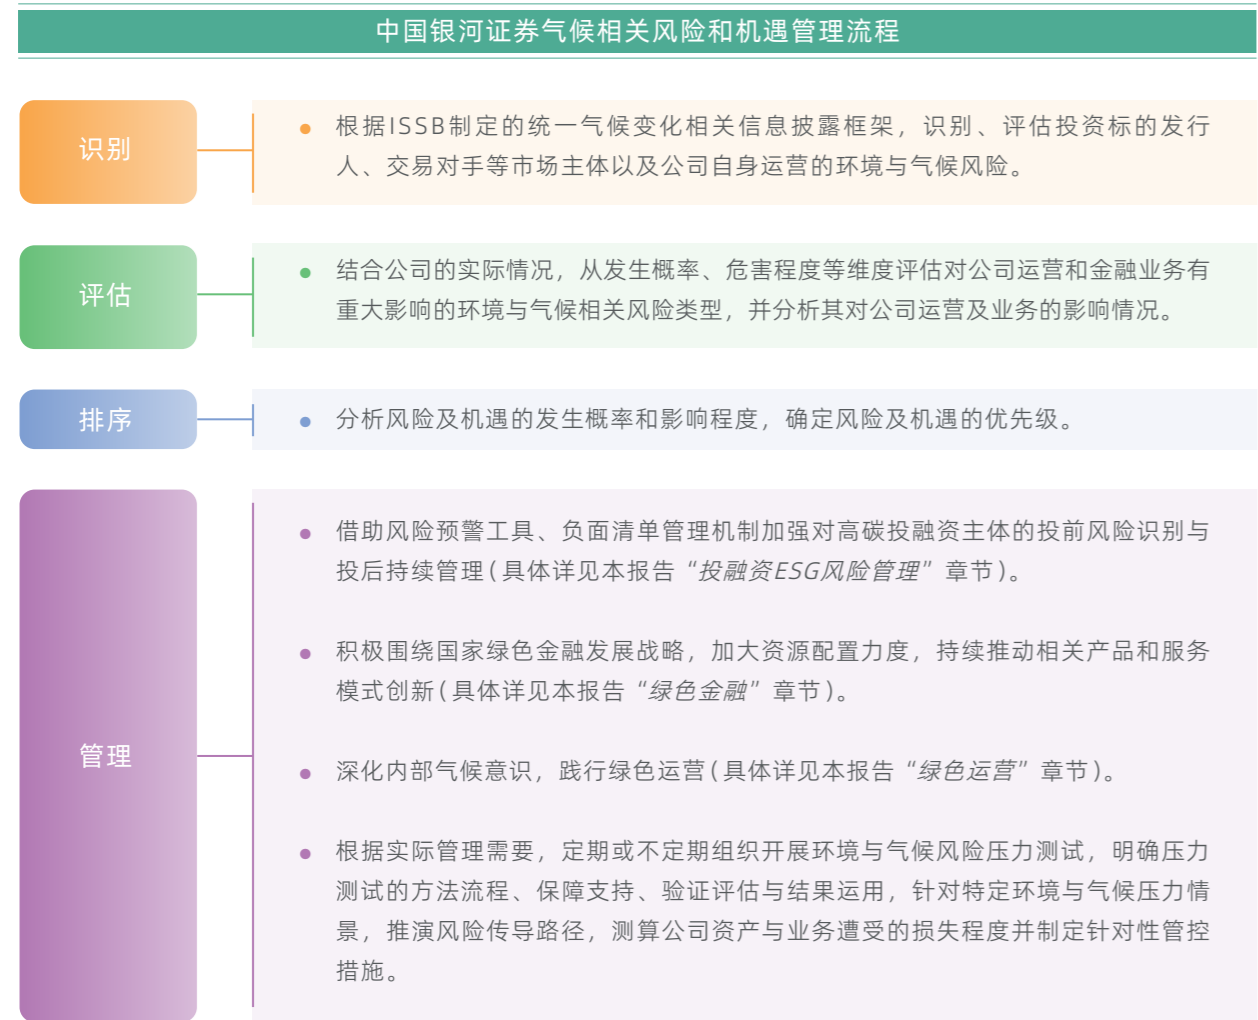 中国银河证券气候相关风险和机遇管理流程
识别
● 根据ISSB制定的统一气候变化相关信息披露框架，识别、评估投资标的发行
人、交易对手等市场主体以及公司自身运营的环境与气候风险。
评估
● 结合公司的实际情况，从发生概率、危害程度等维度评估对公司运营和金融业务有
重大影响的环境与气候相关风险类型，并分析其对公司运营及业务的影响情况。
排序
● 分析风险及机遇的发生概率和影响程度，确定风险及机遇的优先级。
管理
● 借助风险预警工具、负面清单管理机制加强对高碳投融资主体的投前风险识别与
投后持续管理(具体详见本报告“投融资ESG风险管理”章节)。
● 积极围绕国家绿色金融发展战略，加大资源配置力度，持续推动相关产品和服务
模式创新(具体详见本报告“绿色金融”章节)。
● 深化内部气候意识，践行绿色运营(具体详见本报告“绿色运营”章节)。
● 根据实际管理需要，定期或不定期组织开展环境与气候风险压力测试，明确压力
测试的方法流程、保障支持、验证评估与结果运用，针对特定环境与气候压力情
景，推演风险传导路径，测算公司资产与业务遭受的损失程度并制定针对性管控
措施。